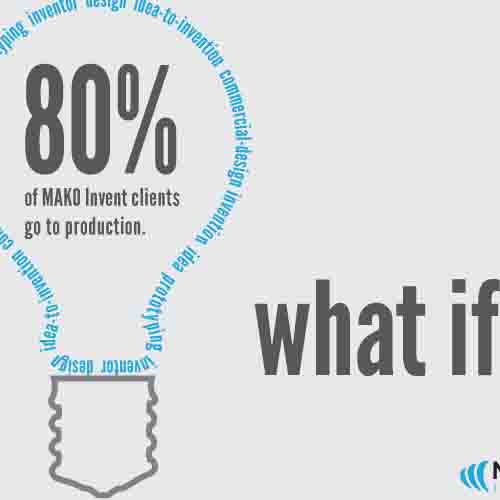 inventor design idea-to-invention commercial-design invention idea prototyping inventor design idea-to-invention
80%
of MAKO Invent clients
go to production.
what if